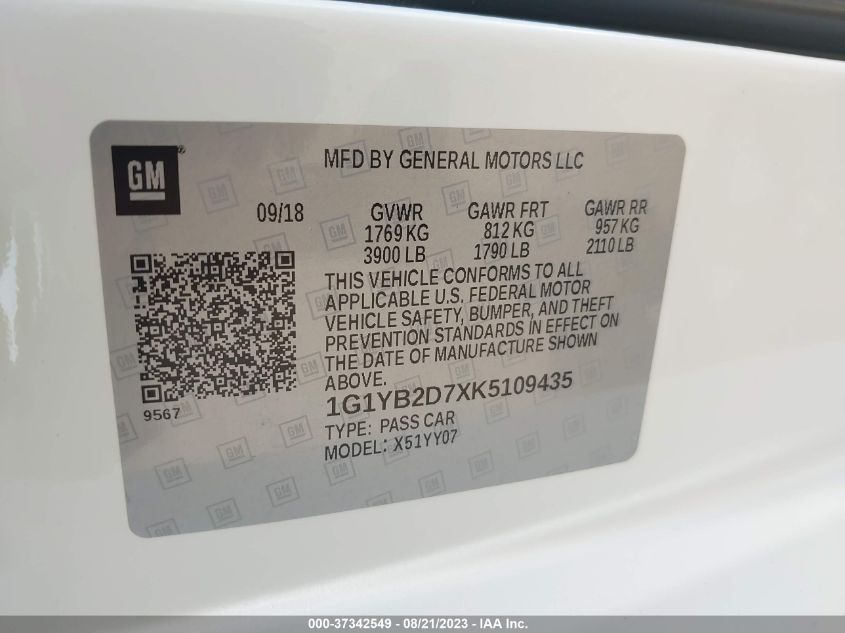 GM®
MFD BY GENERAL MOTORS LLC
09/18
GVWR
1769 KG
3900 LB
GAWR FRT
812 KG
1790 LB
GAWR RR
957 KG
2110 LB
THIS VEHICLE CONFORMS TO ALL
APPLICABLE U.S. FEDERAL MOTOR
VEHICLE SAFETY, BUMPER, AND THEFT
PREVENTION STANDARDS IN EFFECT ON
THE DATE OF MANUFACTURE SHOWN
ABOVE.
9567
1G1YB2D7XK5109435
TYPE: PASS CAR
MODEL: X51YY07
000-37342549 - 08/21/2023 - IAA Inc.